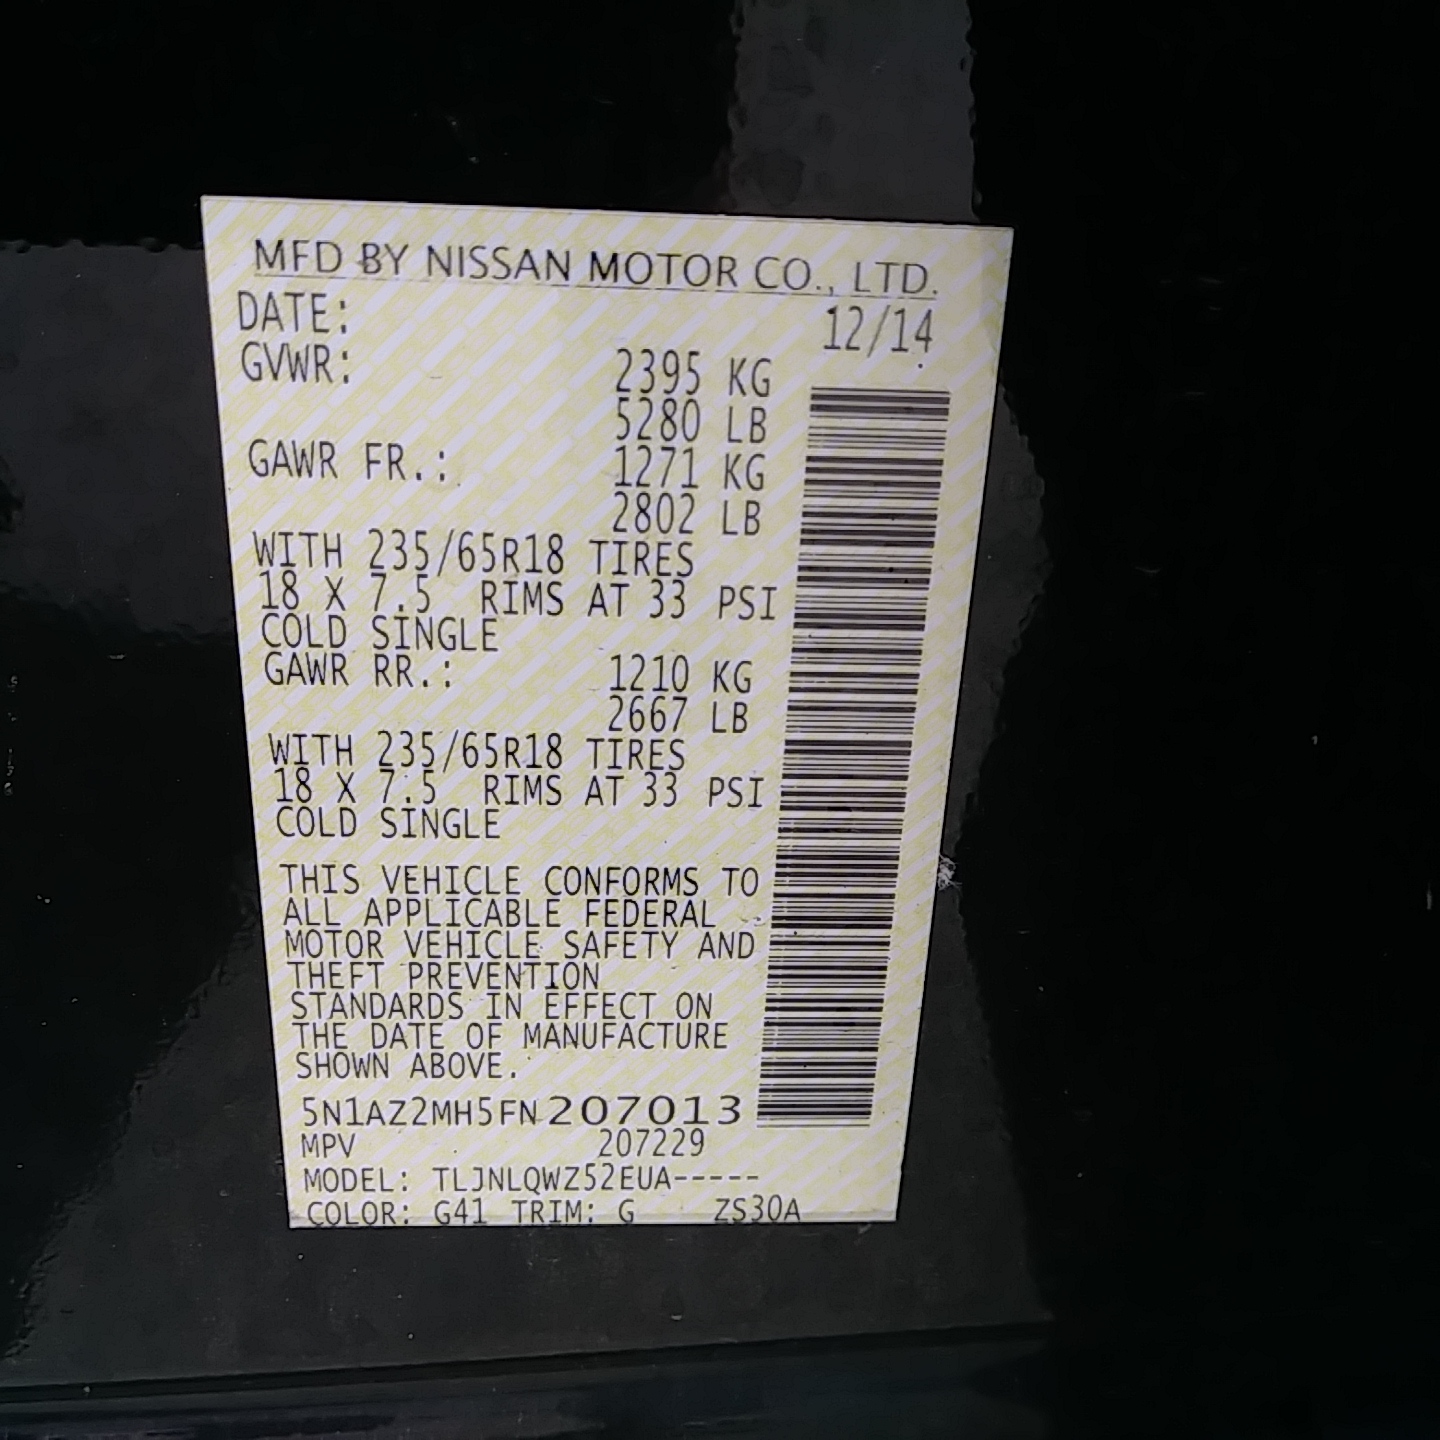 MFD BY NISSAN MOTOR CO., LTD.
DATE: 12/14
GVWR: 2395 KG
5280 LB
GAWR FR.: 1271 KG
2802 LB
WITH 235/65R18 TIRES
18 X 7.5 RIMS AT 33 PSI
COLD SINGLE
GAWR RR.: 1210 KG
2667 LB
WITH 235/65R18 TIRES
18 X 7.5 RIMS AT 33 PSI
COLD SINGLE
THIS VEHICLE CONFORMS TO
ALL APPLICABLE FEDERAL
MOTOR VEHICLE SAFETY AND
THEFT PREVENTION
STANDARDS IN EFFECT ON
THE DATE OF MANUFACTURE
SHOWN ABOVE.
5N1AZ2MH5FN207013
MPV 207229
MODEL: TLJNLQWZ52EUA-----
COLOR: G41 TRIM: G ZS30A